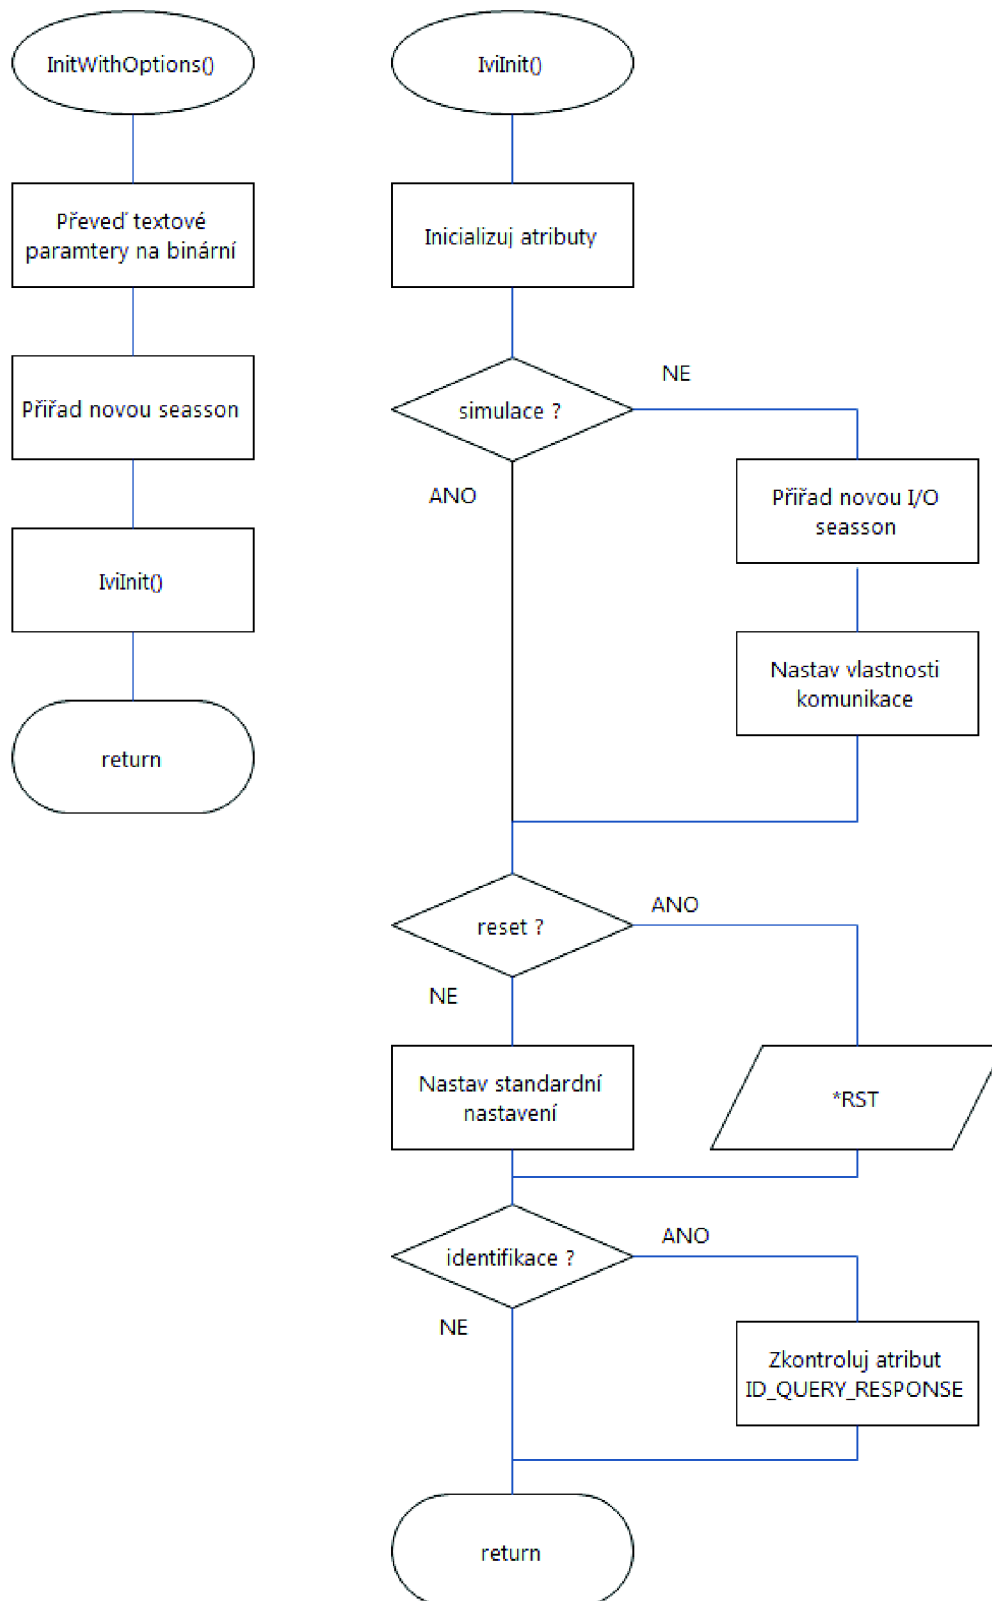 InitWithOptions()
Převeď textové
paramtery na binární
Přiřad novou seasson
IviInit()
return
IviInit()
Inicializuj atributy
simulace ?
NE
ANO
Přiřad novou I/O
seasson
Nastav vlastnosti
komunikace
reset ?
ANO
NE
Nastav standardní
nastavení
*RST
identifikace ?
ANO
NE
Zkontroluj atribut
ID_QUERY_RESPONSE
return